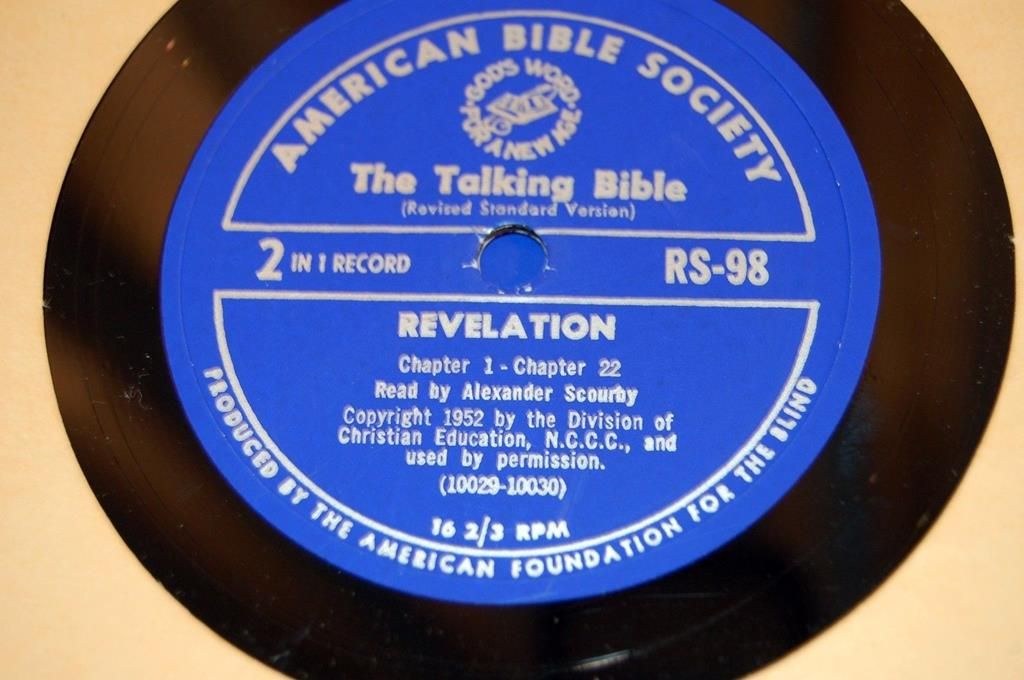 AMERICAN BIBLE SOCIETY
GOD'S WORD
FOR A NEW AGE
The Talking Bible
(Revised Standard Version)
2 IN 1 RECORD
RS-98
REVELATION
Chapter 1 - Chapter 22
Read by Alexander Scourby
Copyright 1952 by the Division of
Christian Education, N.C.C.C., and
used by permission.
(10029-10030)
16 2/3 RPM
PRODUCED BY THE AMERICAN FOUNDATION FOR THE BLIND